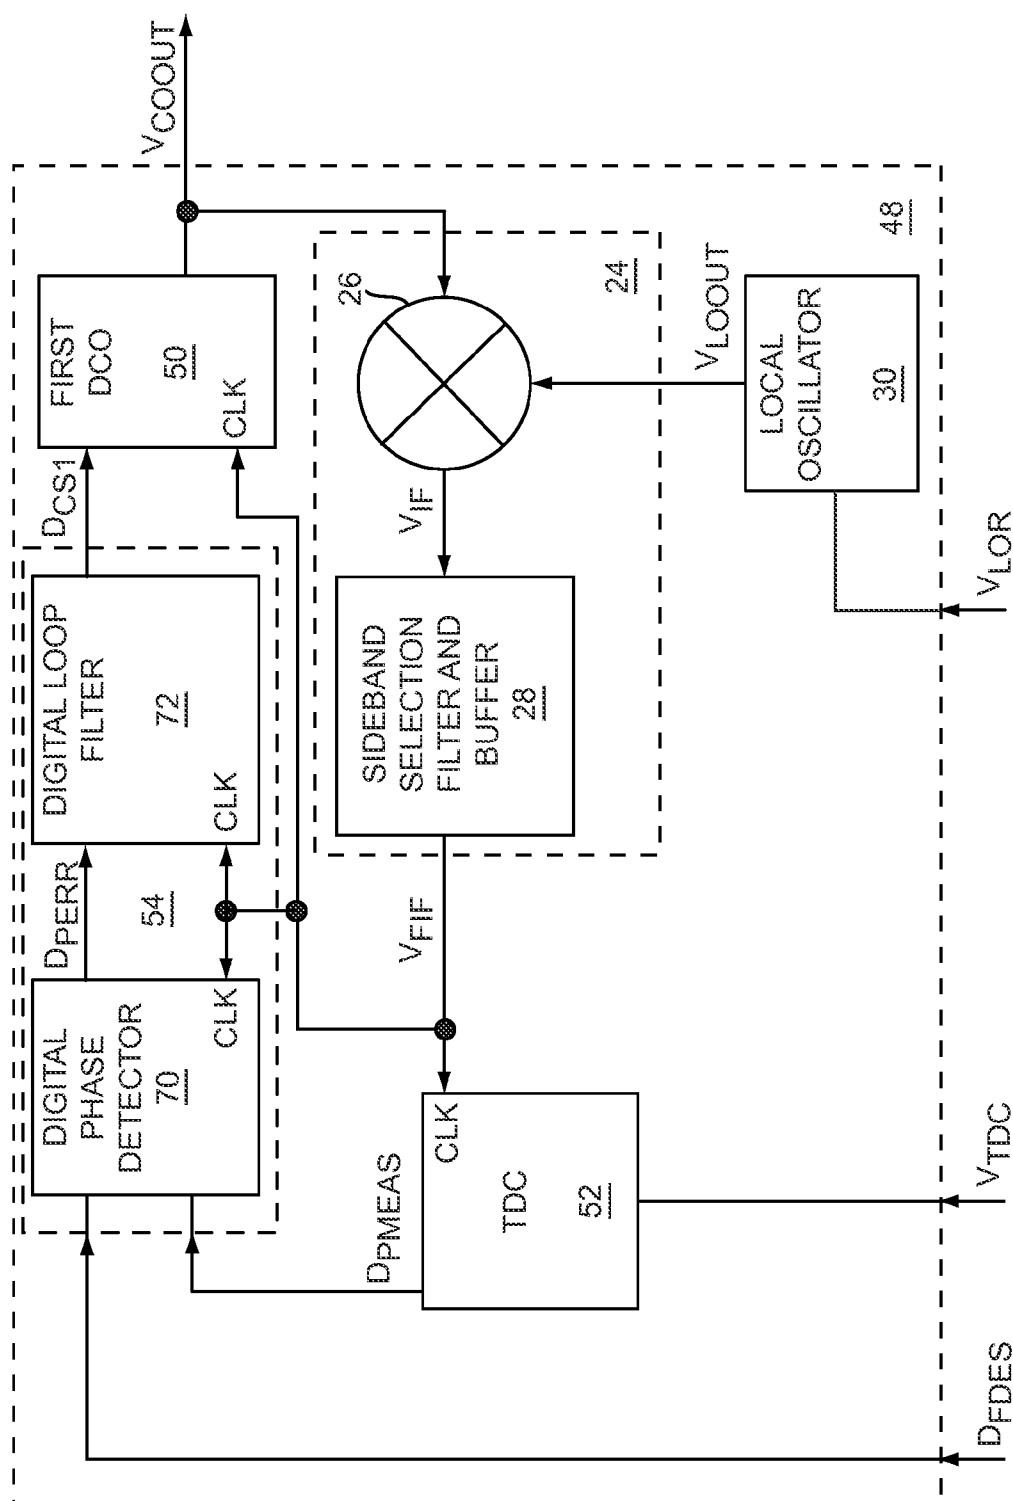 DFDES
DIGITAL
PHASE
DETECTOR
70
CLK
DPERR
54
DIGITAL LOOP
FILTER
72
CLK
DCS1
FIRST
DCO
50
CLK
VCOOUT
DPMEAS
CLK
TDC
52
VTDC
VFIF
SIDEBAND
SELECTION
FILTER AND
BUFFER
28
VIF
26
24
VLOOUT
LOCAL
OSCILLATOR
30
VLOR
48